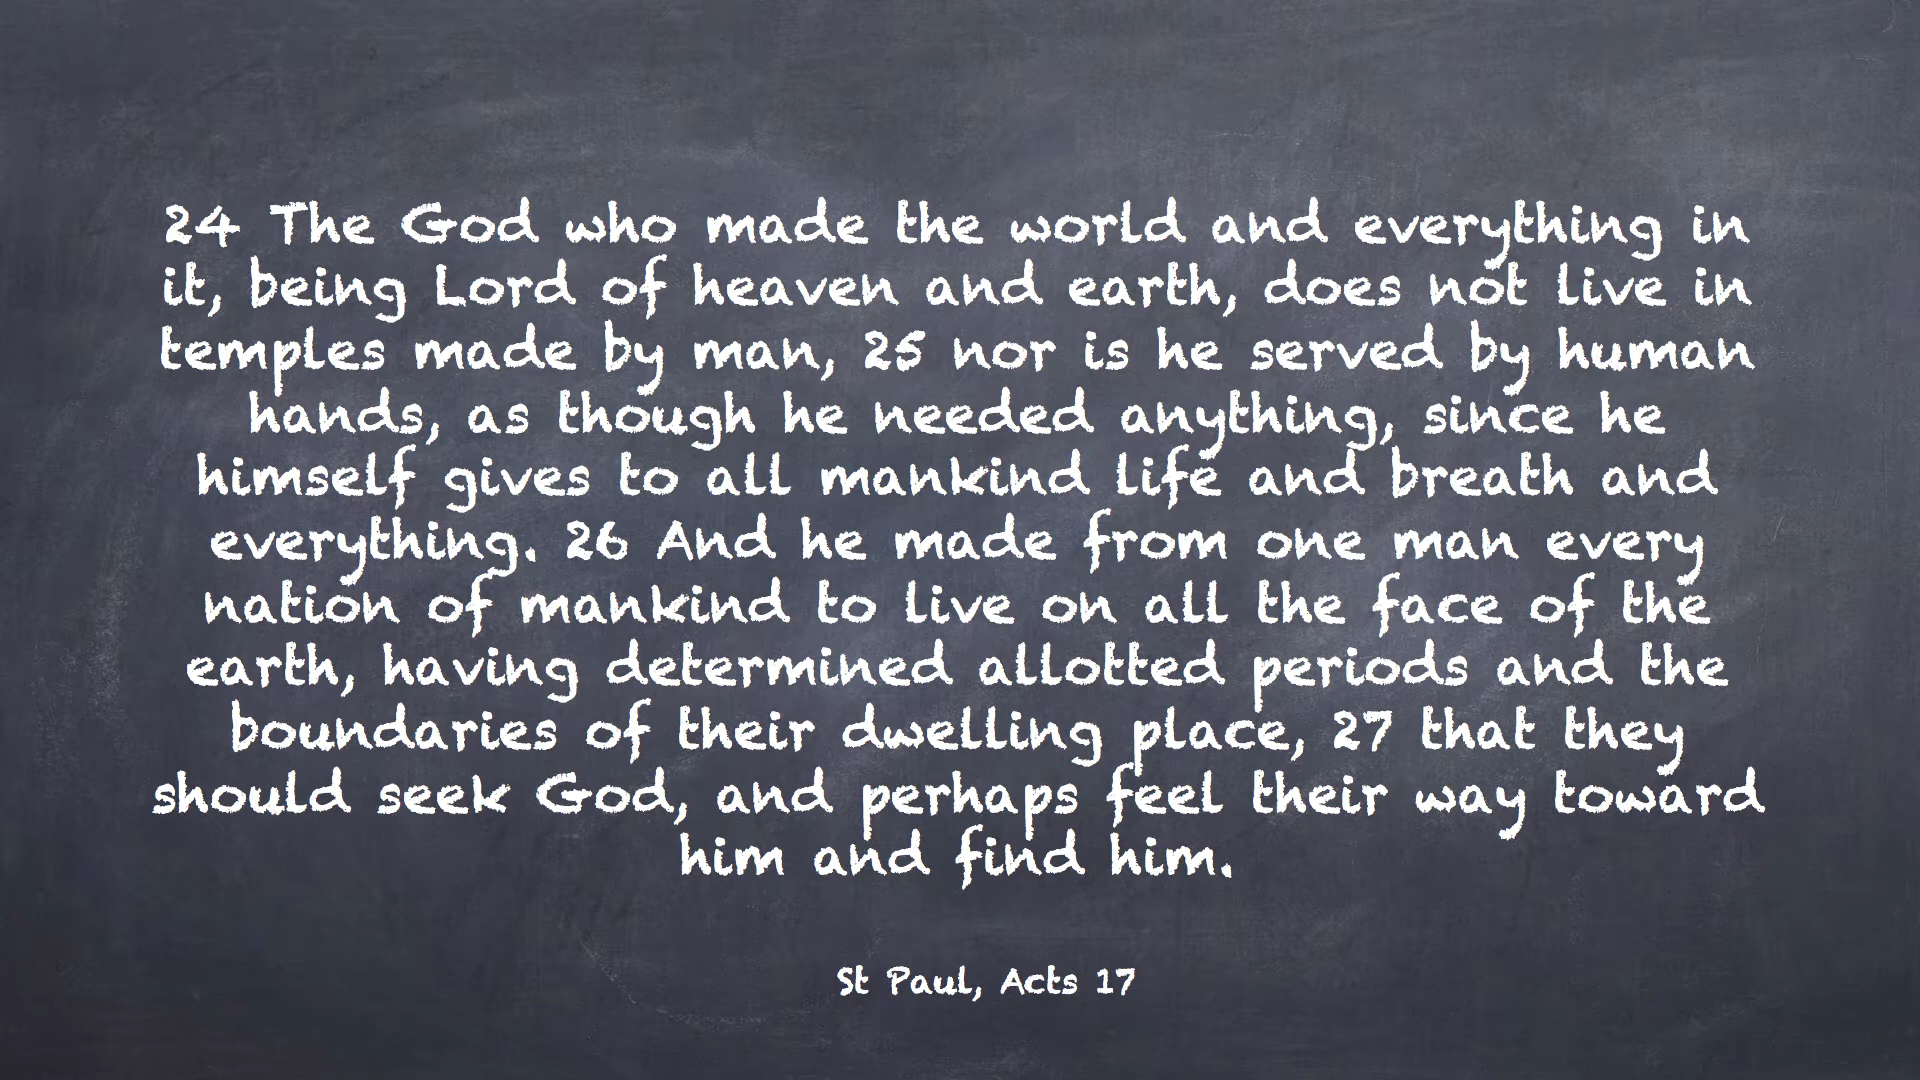 24 The God who made the world and everything in
it, being Lord of heaven and earth, does not live in
temples made by man, 25 nor is he served by human
hands, as though he needed anything, since he
himself gives to all mankind life and breath and
everything. 26 And he made from one man every
nation of mankind to live on all the face of the
earth, having determined allotted periods and the
boundaries of their dwelling place, 27 that they
should seek God, and perhaps feel their way toward
him and find him.
St Paul, Acts 17